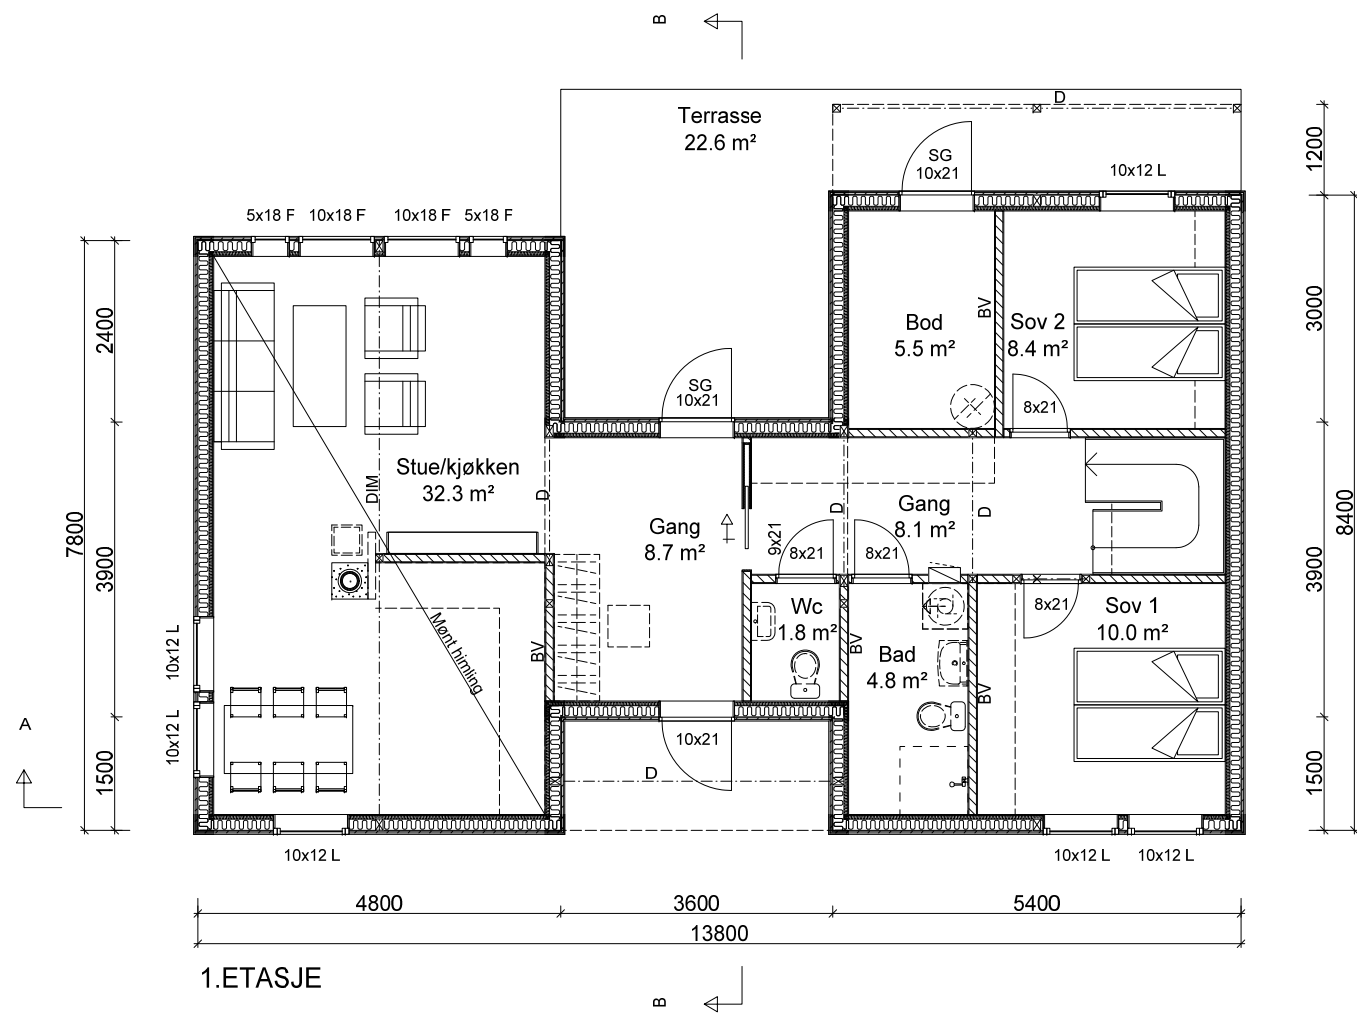 B
D
Terrasse
22.6 m²
SG
10x21
10x12 L
1200
5x18 F
10x18 F
10x18 F
5x18 F
2400
3000
BV
Bod
5.5 m²
Sov 2
8.4 m²
SG
10x21
8x21
Stue/kjøkken
32.3 m²
DIM
D
Gang
8.7 m²
9x21
D
Gang
8.1 m²
D
8400
7800
3900
3900
8x21
8x21
8x21
Wc
1.8 m²
Sov 1
10.0 m²
Mønt himling
BV
BV
Bad
4.8 m²
BV
10x12 L
10x12 L
A
10x21
D
1500
1500
10x12 L
10x12 L
10x12 L
4800
3600
5400
13800
1.ETASJE
B